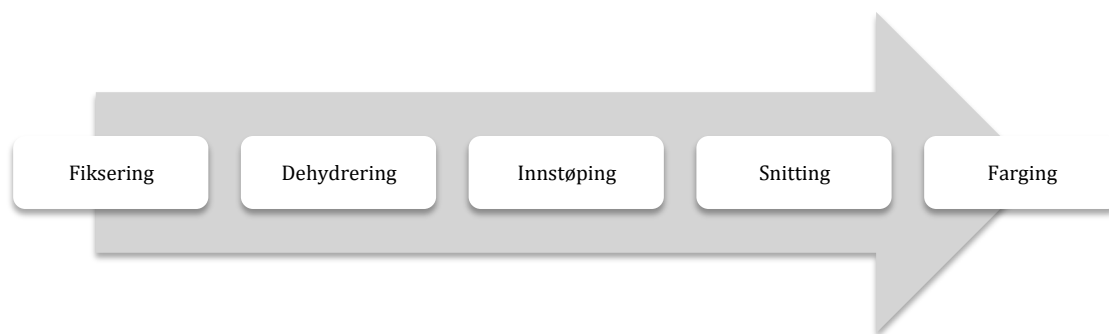 Fiksering
Dehydrering
Innstøping
Snitting
Farging